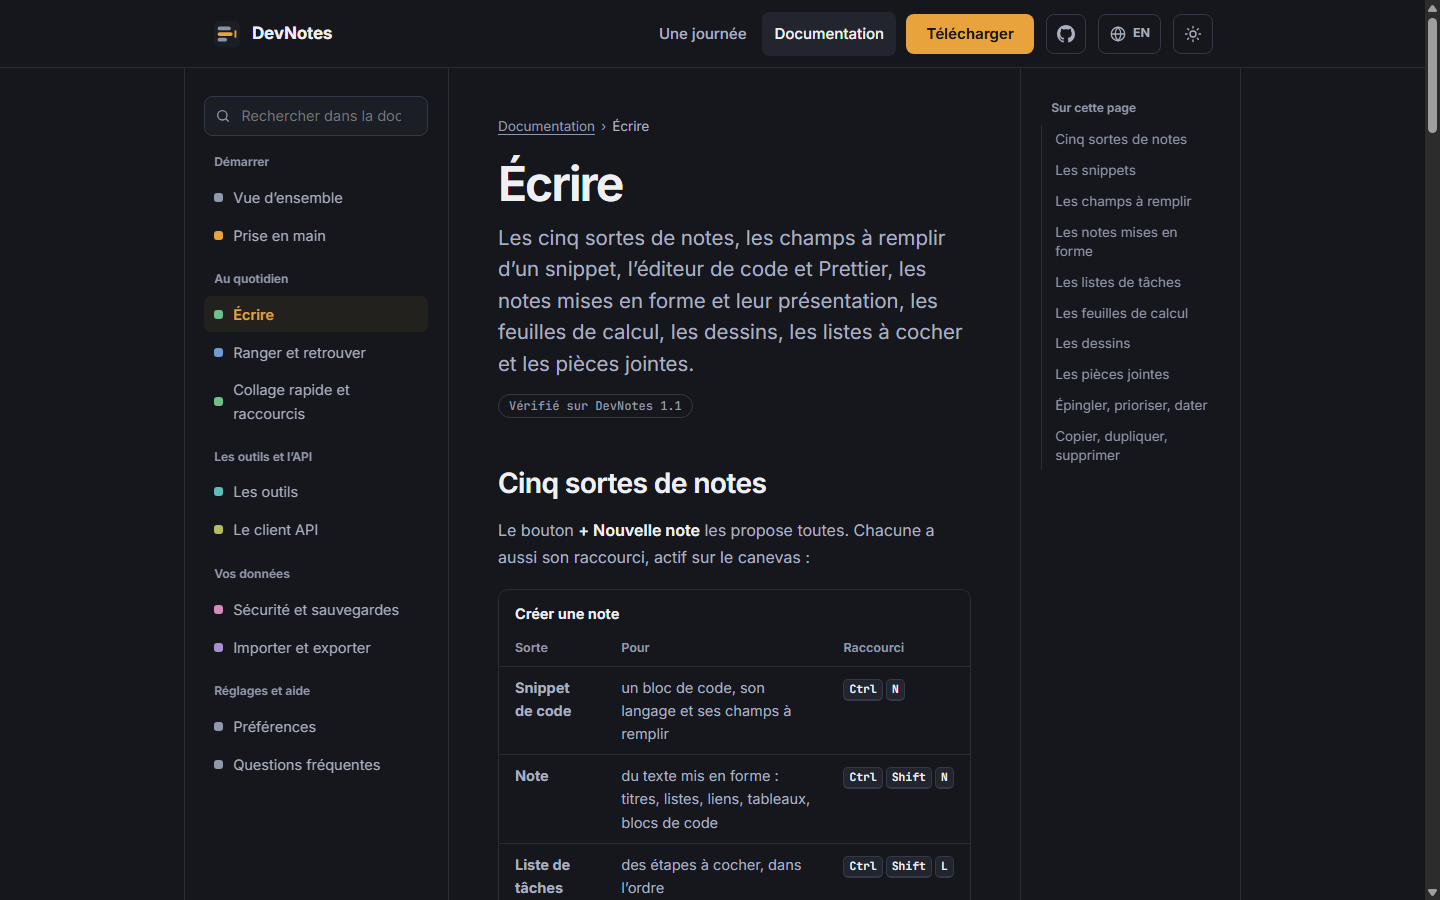 DevNotes
Une journée
Documentation
Télécharger
EN
Rechercher dans la doc
Démarrer
Vue d’ensemble
Prise en main
Au quotidien
Écrire
Ranger et retrouver
Collage rapide et
raccourcis
Les outils et l’API
Les outils
Le client API
Vos données
Sécurité et sauvegardes
Importer et exporter
Réglages et aide
Préférences
Questions fréquentes
Documentation › Écrire
Écrire
Les cinq sortes de notes, les champs à remplir
d’un snippet, l’éditeur de code et Prettier, les
notes mises en forme et leur présentation, les
feuilles de calcul, les dessins, les listes à cocher
et les pièces jointes.
Vérifié sur DevNotes 1.1
Cinq sortes de notes
Le bouton + Nouvelle note les propose toutes. Chacune a
aussi son raccourci, actif sur le canevas :
Créer une note
Sorte Pour Raccourci
Snippet
de code
un bloc de code, son
langage et ses champs à
remplir
Ctrl N
Note
du texte mis en forme :
titres, listes, liens, tableaux,
blocs de code
Ctrl Shift N
Liste de
tâches
des étapes à cocher, dans
l’ordre
Ctrl Shift L
Sur cette page
Cinq sortes de notes
Les snippets
Les champs à remplir
Les notes mises en
forme
Les listes de tâches
Les feuilles de calcul
Les dessins
Les pièces jointes
Épingler, prioriser, dater
Copier, dupliquer,
supprimer